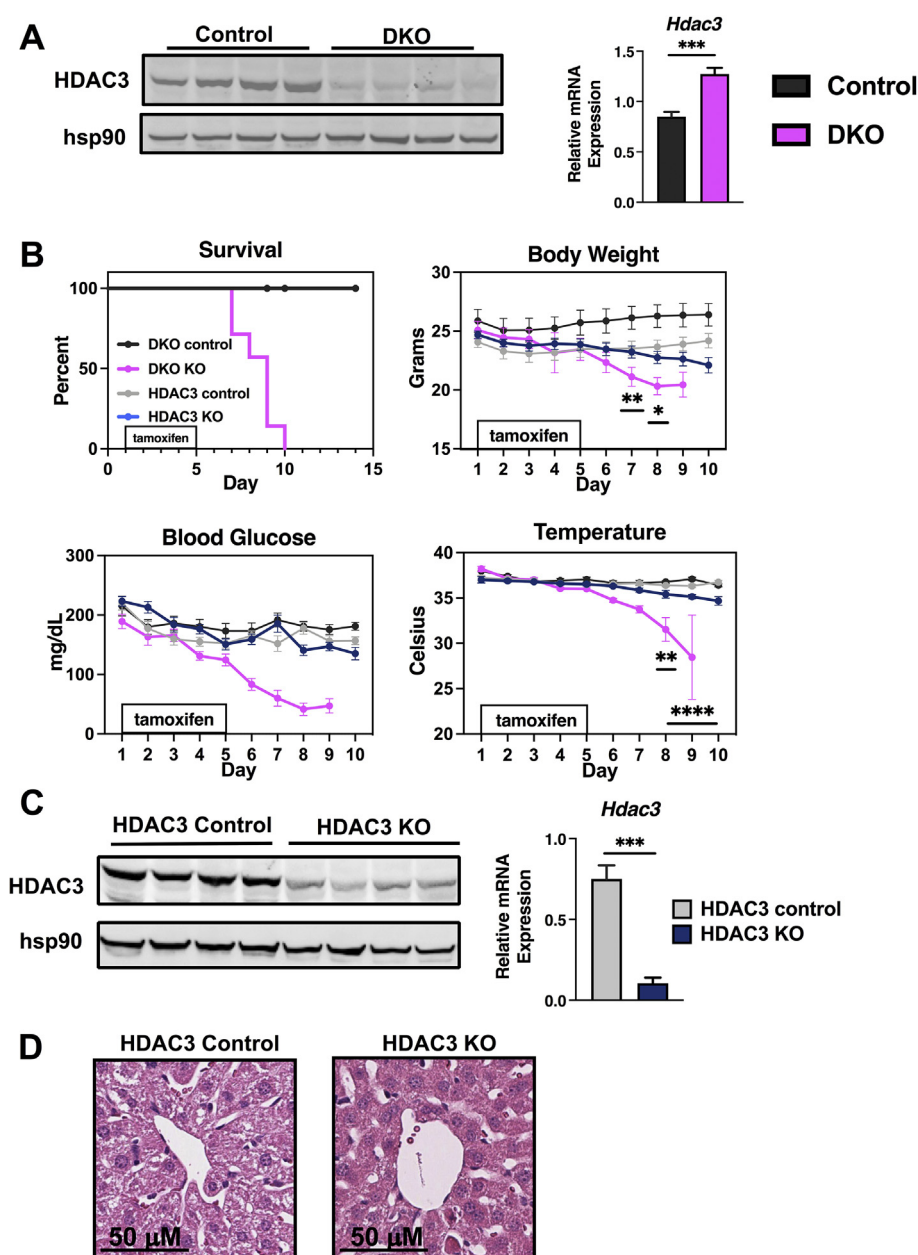 A
Control
DKO
HDAC3
hsp90
Hdac3
***
1.5
1.0
0.5
0.0
Relative mRNA
Expression
Control
DKO
B
Survival
Percent
100
50
0
DKO control
DKO KO
HDAC3 control
HDAC3 KO
tamoxifen
0 5 10 15
Day
Body Weight
Grams
30
25
20
15
** *
tamoxifen
1 2 3 4 5 6 7 8 9 10
Day
Blood Glucose
mg/dL
300
200
100
0
tamoxifen
1 2 3 4 5 6 7 8 9 10
Day
Temperature
Celsius
40
35
30
25
20
**
****
tamoxifen
1 2 3 4 5 6 7 8 9 10
Day
C
HDAC3 Control
HDAC3 KO
HDAC3
hsp90
Hdac3
***
1.0
0.5
0.0
Relative mRNA
Expression
HDAC3 control
HDAC3 KO
D
HDAC3 Control
HDAC3 KO
50 µM
50 µM